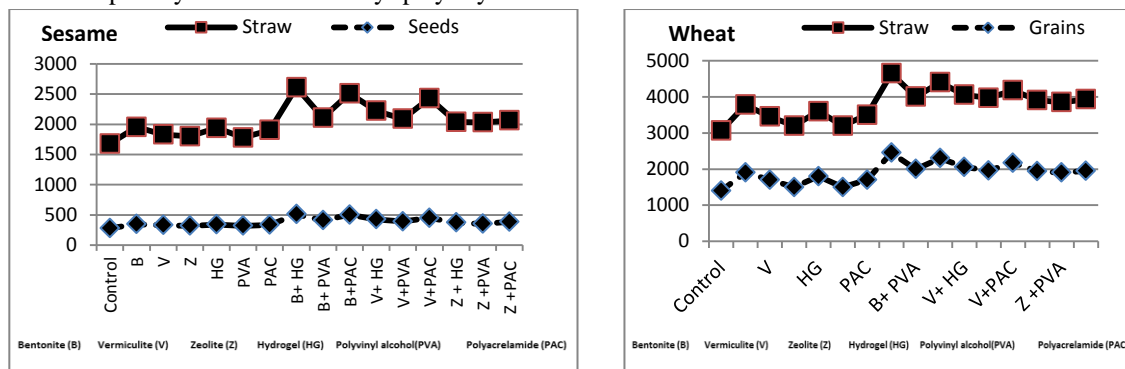 Sesame
Straw
Seeds
3000
2500
2000
1500
1000
500
0
Control
B
V
Z
HG
PVA
PAC
B+ HG
B+ PVA
B+PAC
V+ HG
V+PVA
V+PAC
Z + HG
Z +PVA
Z +PAC
Bentonite (B) Vermiculite (V) Zeolite (Z) Hydrogel (HG) Polyvinyl alcohol(PVA) Polyacrelamide (PAC)
Wheat
Straw
Grains
5000
4000
3000
2000
1000
0
Control
V
HG
PAC
B+ PVA
V+ HG
V+PAC
Z +PVA
Bentonite (B) Vermiculite (V) Zeolite (Z) Hydrogel (HG) Polyvinyl alcohol(PVA) Polyacrelamide (PAC